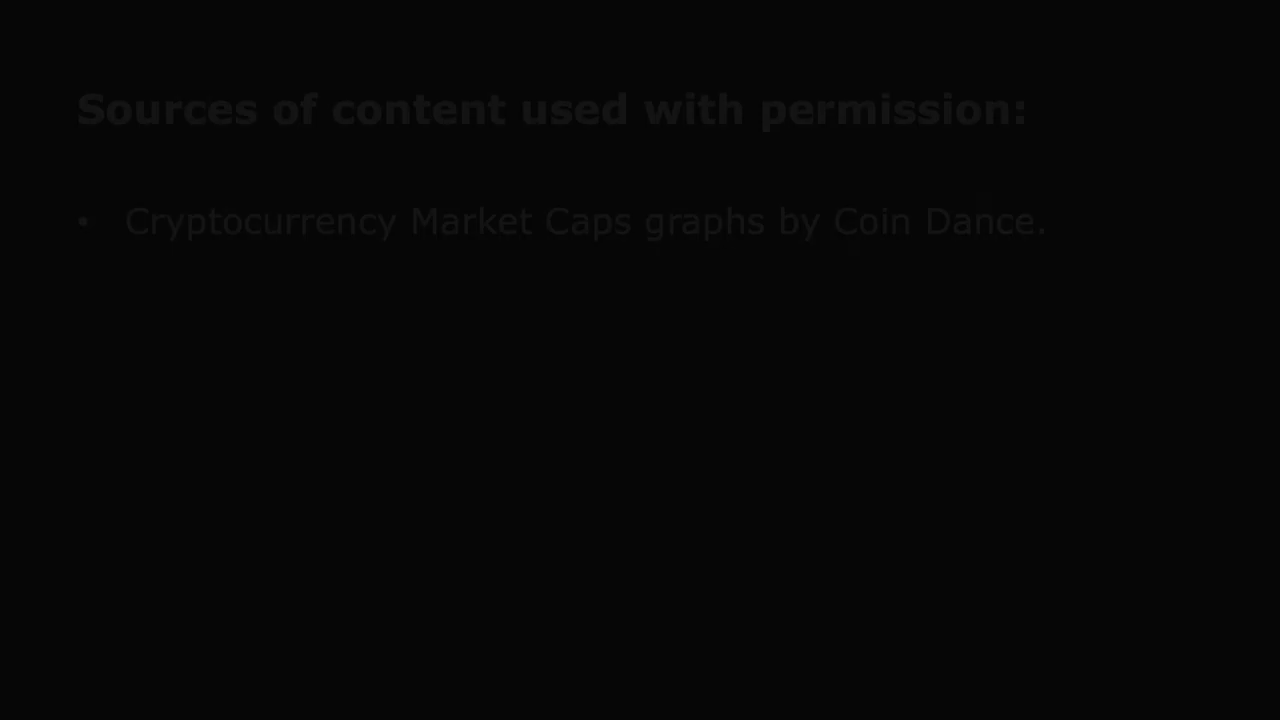 Sources of content used with permission:
• Cryptocurrency Market Caps graphs by Coin Dance.